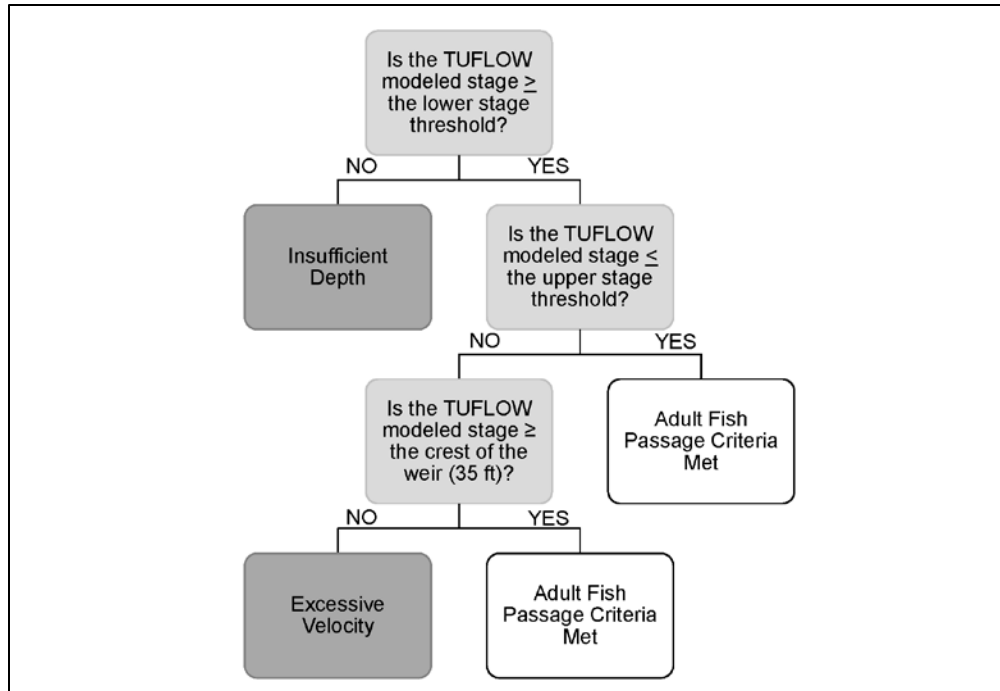 Is the TUFLOW
modeled stage ≥
the lower stage
threshold?
NO
YES
Insufficient
Depth
Is the TUFLOW
modeled stage ≤
the upper stage
threshold?
NO
YES
Is the TUFLOW
modeled stage ≥
the crest of the
weir (35 ft)?
Adult Fish
Passage Criteria
Met
NO
YES
Excessive
Velocity
Adult Fish
Passage Criteria
Met